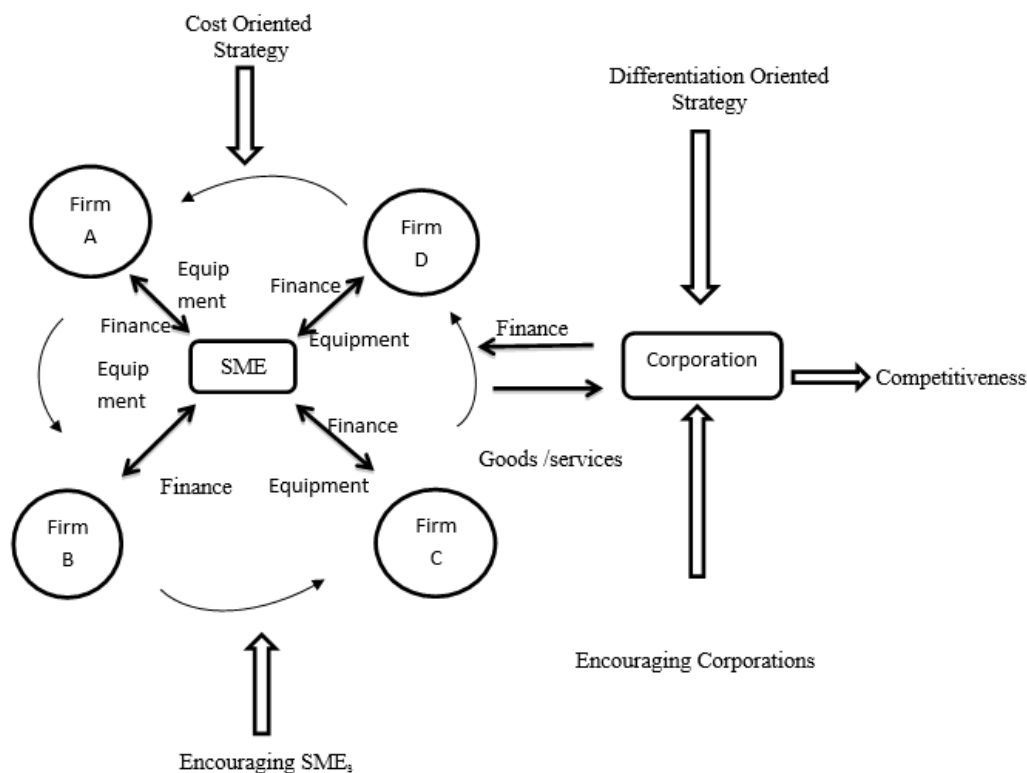 Cost Oriented
Strategy
Differentiation Oriented
Strategy
Firm
A
Firm
D
Equip
ment
Finance
Finance
Equipment
Finance
SME
Corporation
Competitiveness
Equip
ment
Finance
Goods /services
Finance
Equipment
Firm
B
Firm
C
Encouraging Corporations
Encouraging SMEs